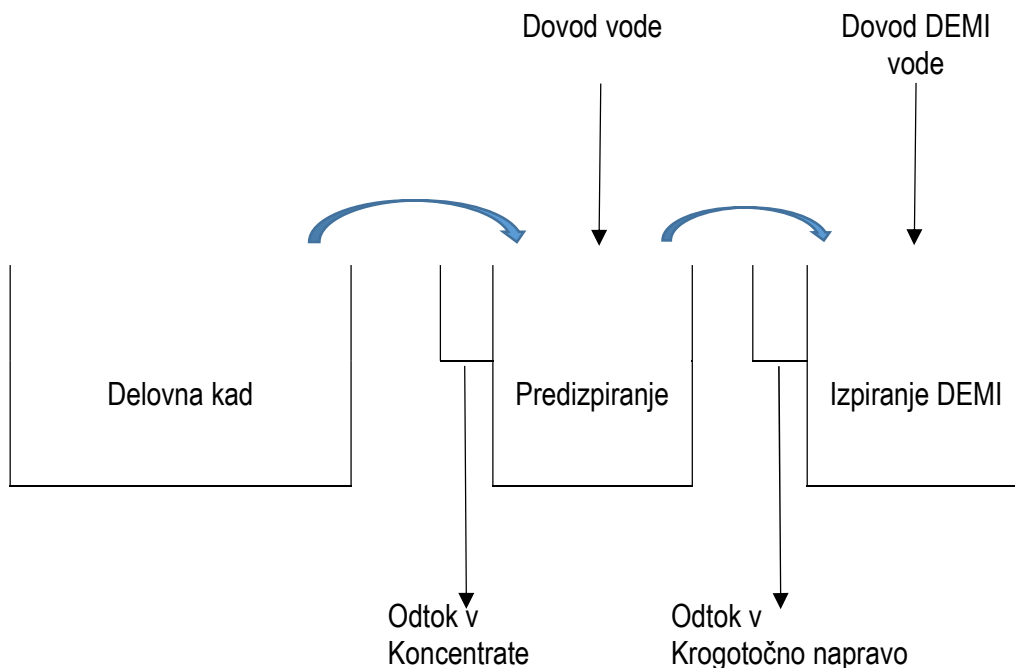 Dovod vode
Dovod DEMI
vode
Delovna kad
Predizpiranje
Izpiranje DEMI
Odtok v
Koncentrate
Odtok v
Krogotočno napravo